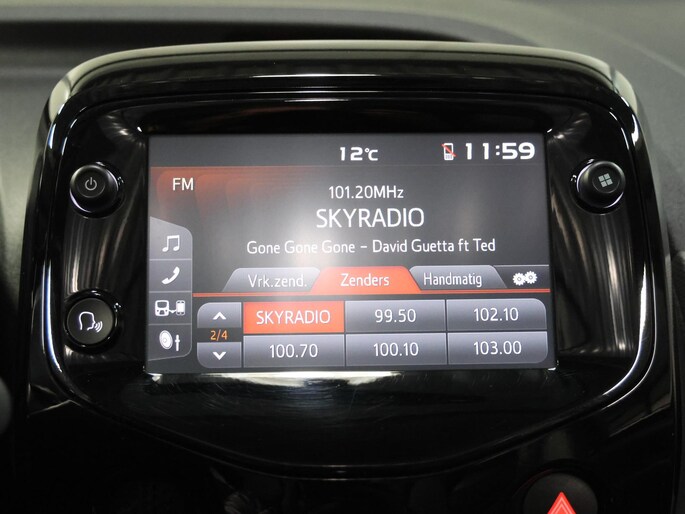 12°C 11:59
FM
101.20MHz
SKYRADIO
Gone Gone Gone - David Guetta ft Ted
Vrk.zend. Zenders Handmatig
SKYRADIO 99.50 102.10
2/4
100.70 100.10 103.00